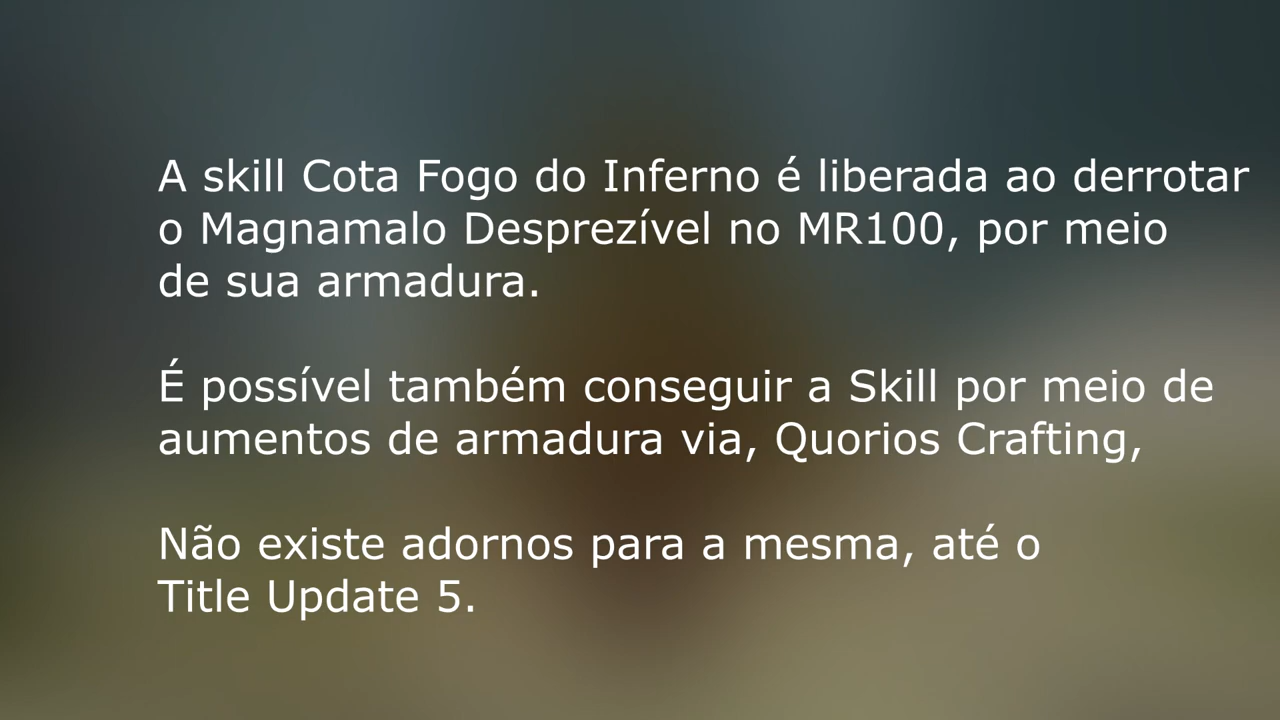 A skill Cota Fogo do Inferno é liberada ao derrotar
o Magnamalo Desprezível no MR100, por meio
de sua armadura.
É possível também conseguir a Skill por meio de
aumentos de armadura via, Quorios Crafting,
Não existe adornos para a mesma, até o
Title Update 5.